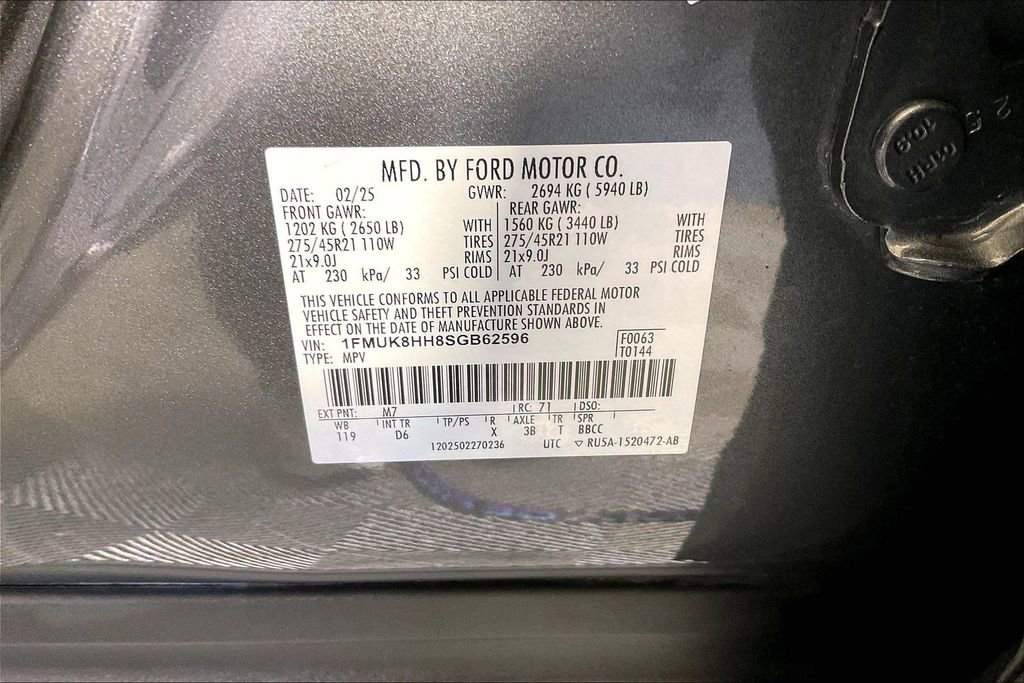 MFD. BY FORD MOTOR CO.
DATE: 02/25 GVWR: 2694 KG ( 5940 LB)
FRONT GAWR: REAR GAWR:
1202 KG ( 2650 LB) WITH 1560 KG ( 3440 LB) WITH
275/45R21 110W TIRES 275/45R21 110W TIRES
21x9.0J RIMS 21x9.0J RIMS
AT 230 kPa/ 33 PSI COLD AT 230 kPa/ 33 PSI COLD
THIS VEHICLE CONFORMS TO ALL APPLICABLE FEDERAL MOTOR
VEHICLE SAFETY AND THEFT PREVENTION STANDARDS IN
EFFECT ON THE DATE OF MANUFACTURE SHOWN ABOVE.
VIN: 1FMUK8HH8SGB62596 F0063
TYPE: MPV T0144
EXT PNT: M7 RC: 71 DSO:
WB INT TR TP/PS R AXLE TR SPR
119 D6 X 3B T BBCC
1202502270236 UTC ▽ RU5A-1520472-AB
10.9
01FIH
2 5